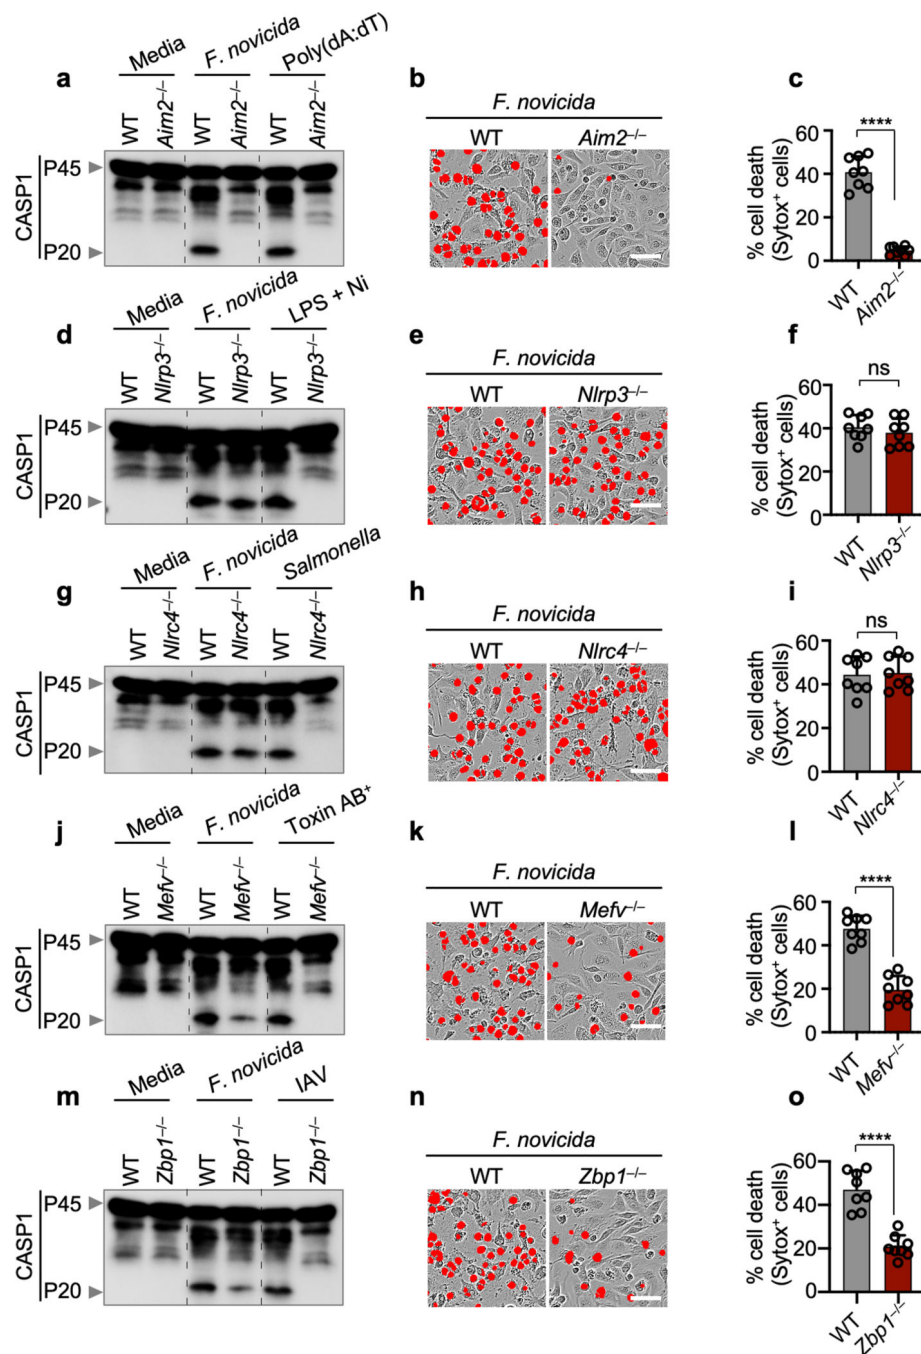 a
Media
F. novicida
Poly(dA:dT)
WT
Aim2–/–
WT
Aim2–/–
WT
Aim2–/–
CASP1
P45
P20
b
F. novicida
WT
Aim2–/–
c
% cell death
(Sytox+ cells)
60
40
20
0
****
WT
Aim2–/–
d
Media
F. novicida
LPS + Ni
WT
Nlrp3–/–
WT
Nlrp3–/–
WT
Nlrp3–/–
CASP1
P45
P20
e
F. novicida
WT
Nlrp3–/–
f
% cell death
(Sytox+ cells)
60
40
20
0
ns
WT
Nlrp3–/–
g
Media
F. novicida
Salmonella
WT
Nlrc4–/–
WT
Nlrc4–/–
WT
Nlrc4–/–
CASP1
P45
P20
h
F. novicida
WT
Nlrc4–/–
i
% cell death
(Sytox+ cells)
60
40
20
0
ns
WT
Nlrc4–/–
j
Media
F. novicida
Toxin AB+
WT
Mefv–/–
WT
Mefv–/–
WT
Mefv–/–
CASP1
P45
P20
k
F. novicida
WT
Mefv–/–
l
% cell death
(Sytox+ cells)
60
40
20
0
****
WT
Mefv–/–
m
Media
F. novicida
IAV
WT
Zbp1–/–
WT
Zbp1–/–
WT
Zbp1–/–
CASP1
P45
P20
n
F. novicida
WT
Zbp1–/–
o
% cell death
(Sytox+ cells)
60
40
20
0
****
WT
Zbp1–/–